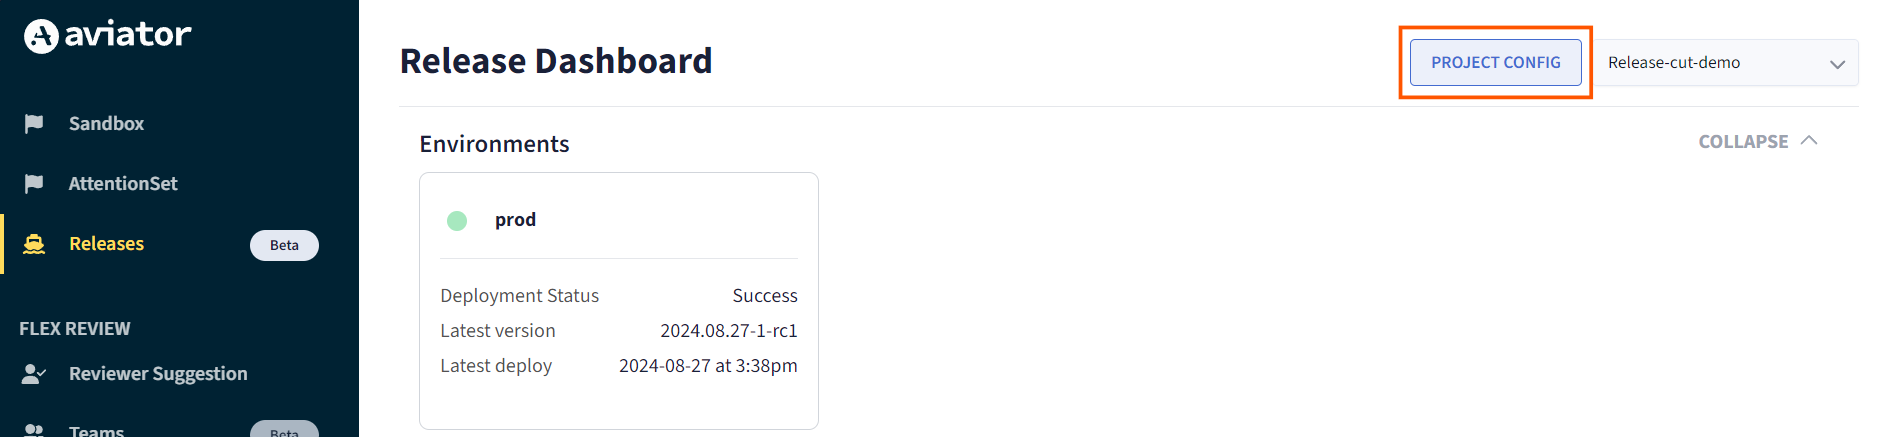 aviator
Sandbox
AttentionSet
Releases Beta
FLEX REVIEW
Reviewer Suggestion
Teams Beta
Release Dashboard
PROJECT CONFIG Release-cut-demo
Environments COLLAPSE
prod
Deployment Status Success
Latest version 2024.08.27-1-rc1
Latest deploy 2024-08-27 at 3:38pm